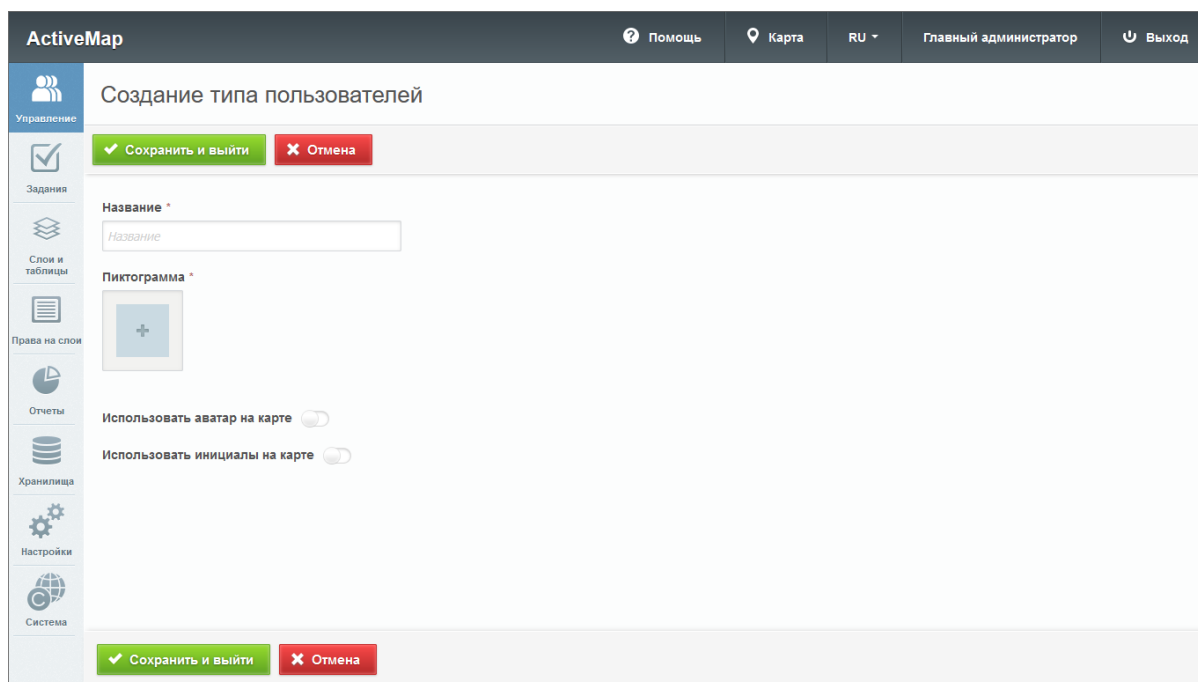 ActiveMap
Помощь
Карта
RU
Главный администратор
Выход
Управление
Создание типа пользователей
Сохранить и выйти
Отмена
Задания
Слои и
таблицы
Права на слои
Отчеты
Хранилища
Настройки
Система
Название *
Название
Пиктограмма *
Использовать аватар на карте
Использовать инициалы на карте
Сохранить и выйти
Отмена